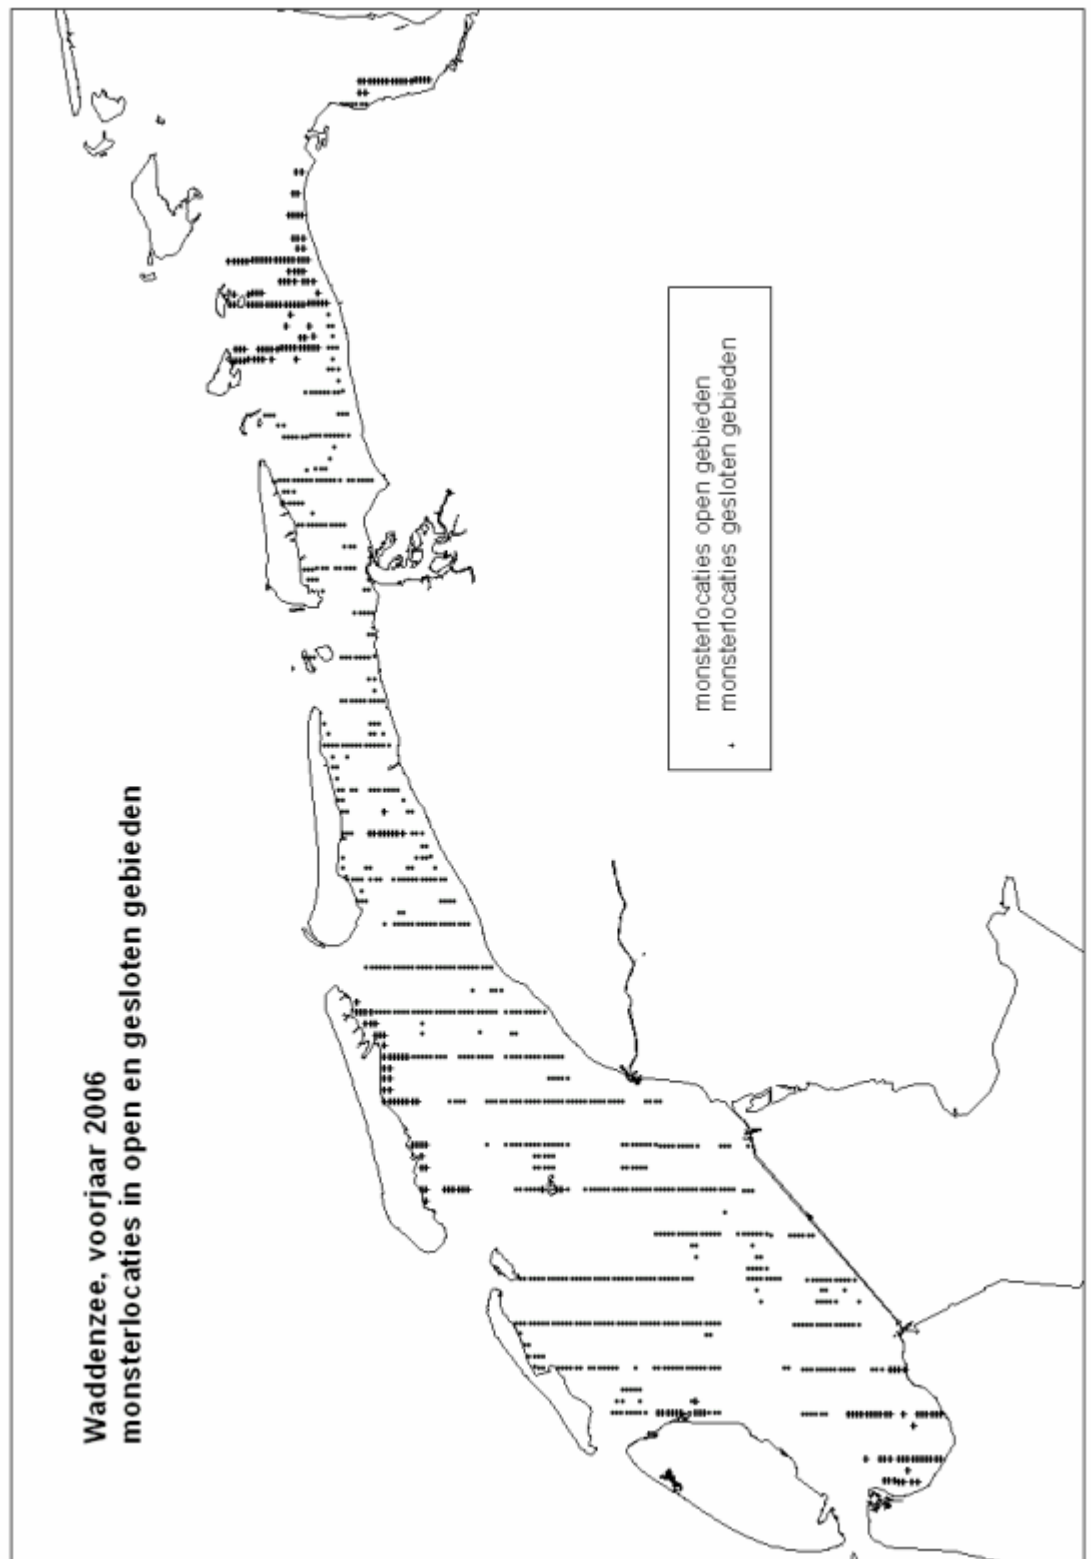 Waddenzee, voorjaar 2006
monsterlocaties in open en gesloten gebieden
monsterlocaties open gebieden
monsterlocaties gesloten gebieden